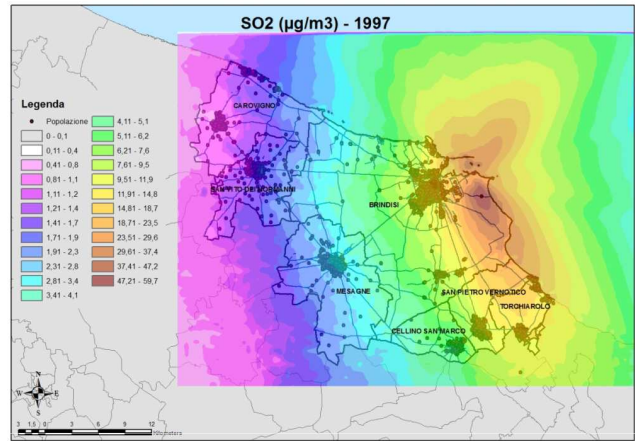 SO2 (µg/m3) - 1997
Legenda
Popolazione
0 - 0,1
0,11 - 0,4
0,41 - 0,8
0,81 - 1,1
1,11 - 1,2
1,21 - 1,4
1,41 - 1,7
1,71 - 1,9
1,91 - 2,3
2,31 - 2,8
2,81 - 3,4
3,41 - 4,1
4,11 - 5,1
5,11 - 6,2
6,21 - 7,6
7,61 - 9,5
9,51 - 11,9
11,91 - 14,8
14,81 - 18,7
18,71 - 23,5
23,51 - 29,6
29,61 - 37,4
37,41 - 47,2
47,21 - 59,7
CAROVIGNO
SAN VITO DEI NORMANNI
BRINDISI
MESAGNE
SAN PIETRO VERNOTICO
TORCHIAROLO
CELLINO SAN MARCO
N
W E
S
3 1,5 0 3 6 9 12
Kilometers